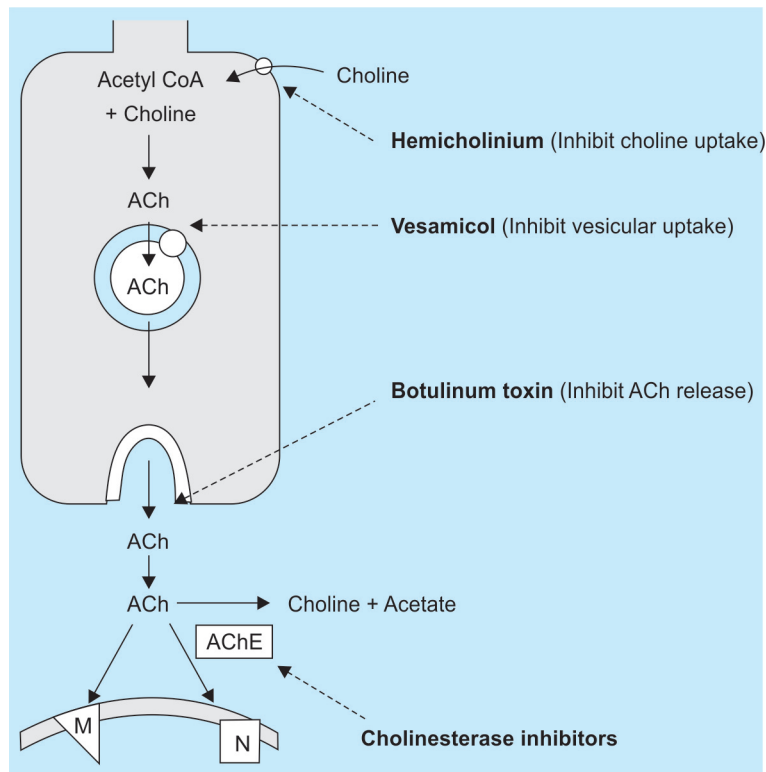 Acetyl CoA
+ Choline
Choline
Hemicholinium (Inhibit choline uptake)
ACh
Vesamicol (Inhibit vesicular uptake)
ACh
Botulinum toxin (Inhibit ACh release)
ACh
ACh
Choline + Acetate
AChE
M
N
Cholinesterase inhibitors